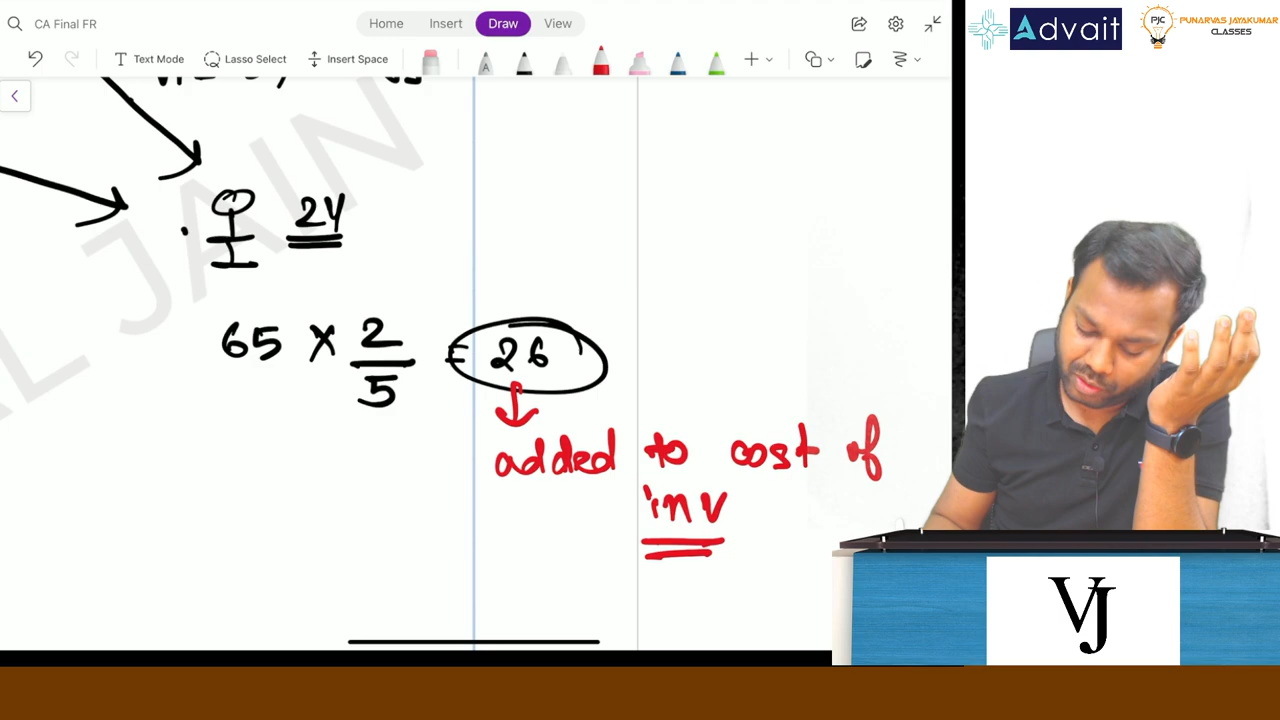 CA Final FR
Home Insert Draw View
Advait
PJC PUNARVAS JAYAKUMAR
CLASSES
Text Mode Lasso Select Insert Space
JAIN
24
65 × 2/5 = 26
added to cost of
inv
VJ